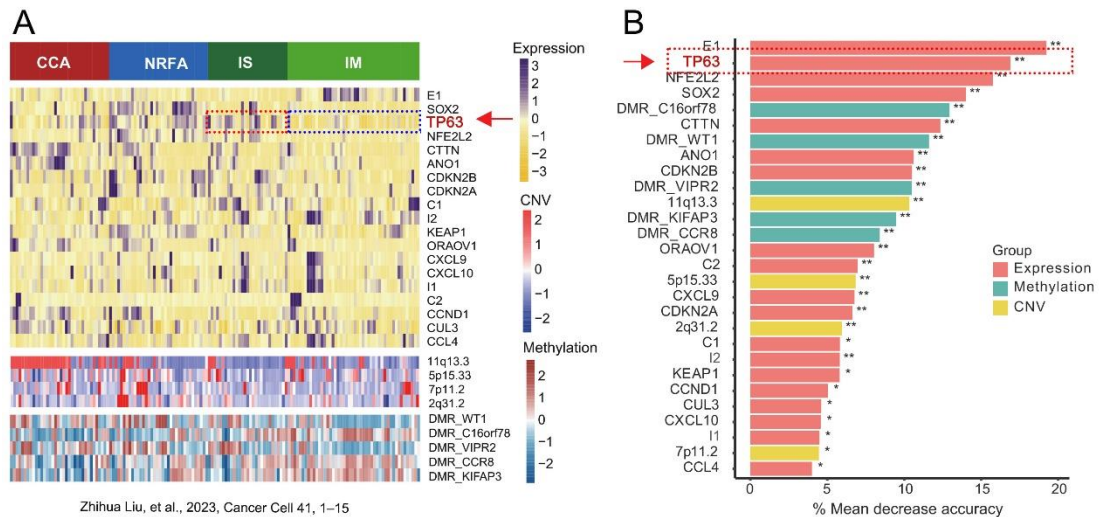 A
CCA
NRFA
IS
IM
E1
SOX2
TP63
NFE2L2
CTTN
ANO1
CDKN2B
CDKN2A
C1
I2
KEAP1
ORAOV1
CXCL9
CXCL10
I1
C2
CCND1
CUL3
CCL4
11q13.3
5p15.33
7p11.2
2q31.2
DMR_WT1
DMR_C16orf78
DMR_VIPR2
DMR_CCR8
DMR_KIFAP3
Expression
3
2
1
0
−1
−2
−3
CNV
2
1
0
−1
−2
Methylation
2
1
0
−1
−2
Zhihua Liu, et al., 2023, Cancer Cell 41, 1–15
B
E1 **
TP63 **
NFE2L2 **
SOX2 **
DMR_C16orf78 **
CTTN **
DMR_WT1 **
ANO1 **
CDKN2B **
DMR_VIPR2 **
11q13.3 **
DMR_KIFAP3 **
DMR_CCR8 **
ORAOV1 **
C2 **
5p15.33 **
CXCL9 **
CDKN2A **
2q31.2 **
C1 *
I2 **
KEAP1 *
CCND1 *
CUL3 *
CXCL10 *
I1 *
7p11.2 *
CCL4 *
Group
Expression
Methylation
CNV
0 5 10 15 20
% Mean decrease accuracy